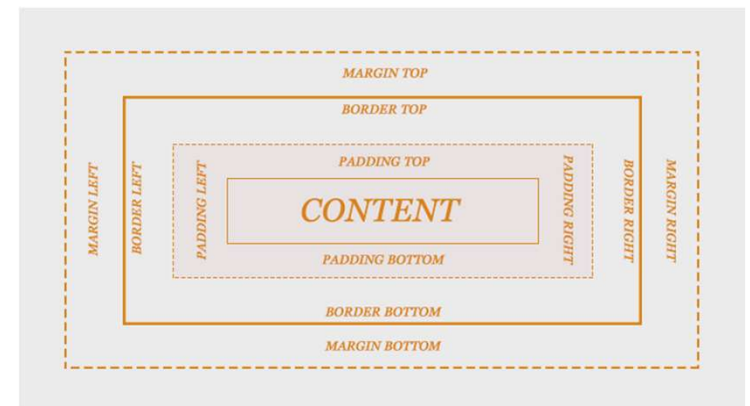 MARGIN TOP
BORDER TOP
PADDING TOP
MARGIN LEFT
BORDER LEFT
PADDING LEFT
CONTENT
PADDING RIGHT
BORDER RIGHT
MARGIN RIGHT
PADDING BOTTOM
BORDER BOTTOM
MARGIN BOTTOM